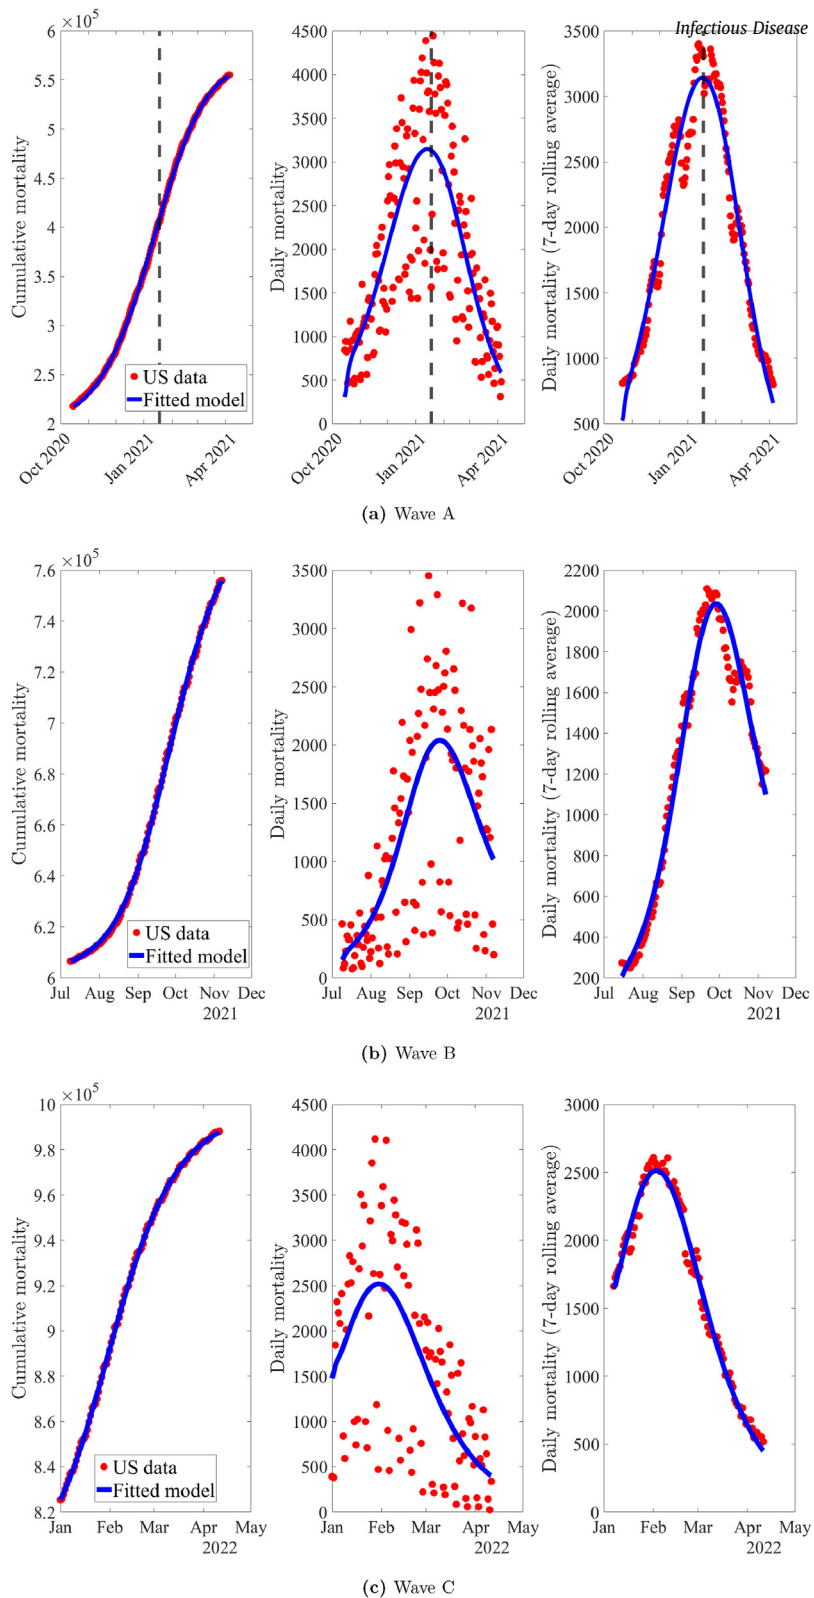 Infectious Disease
×10⁵
6
5.5
5
4.5
4
3.5
3
2.5
2
Cumulative mortality
US data
Fitted model
Oct 2020
Jan 2021
Apr 2021
4500
4000
3500
3000
2500
2000
1500
1000
500
0
Daily mortality
Oct 2020
Jan 2021
Apr 2021
3500
3000
2500
2000
1500
1000
500
Daily mortality (7-day rolling average)
Oct 2020
Jan 2021
Apr 2021
(a) Wave A
×10⁵
7.6
7.4
7.2
7
6.8
6.6
6.4
6.2
6
Cumulative mortality
US data
Fitted model
Jul Aug Sep Oct Nov Dec
2021
3500
3000
2500
2000
1500
1000
500
0
Daily mortality
Jul Aug Sep Oct Nov Dec
2021
2200
2000
1800
1600
1400
1200
1000
800
600
400
200
Daily mortality (7-day rolling average)
Jul Aug Sep Oct Nov Dec
2021
(b) Wave B
×10⁵
10
9.8
9.6
9.4
9.2
9
8.8
8.6
8.4
8.2
Cumulative mortality
US data
Fitted model
Jan Feb Mar Apr May
2022
4500
4000
3500
3000
2500
2000
1500
1000
500
0
Daily mortality
Jan Feb Mar Apr May
2022
3000
2500
2000
1500
1000
500
0
Daily mortality (7-day rolling average)
Jan Feb Mar Apr May
2022
(c) Wave C